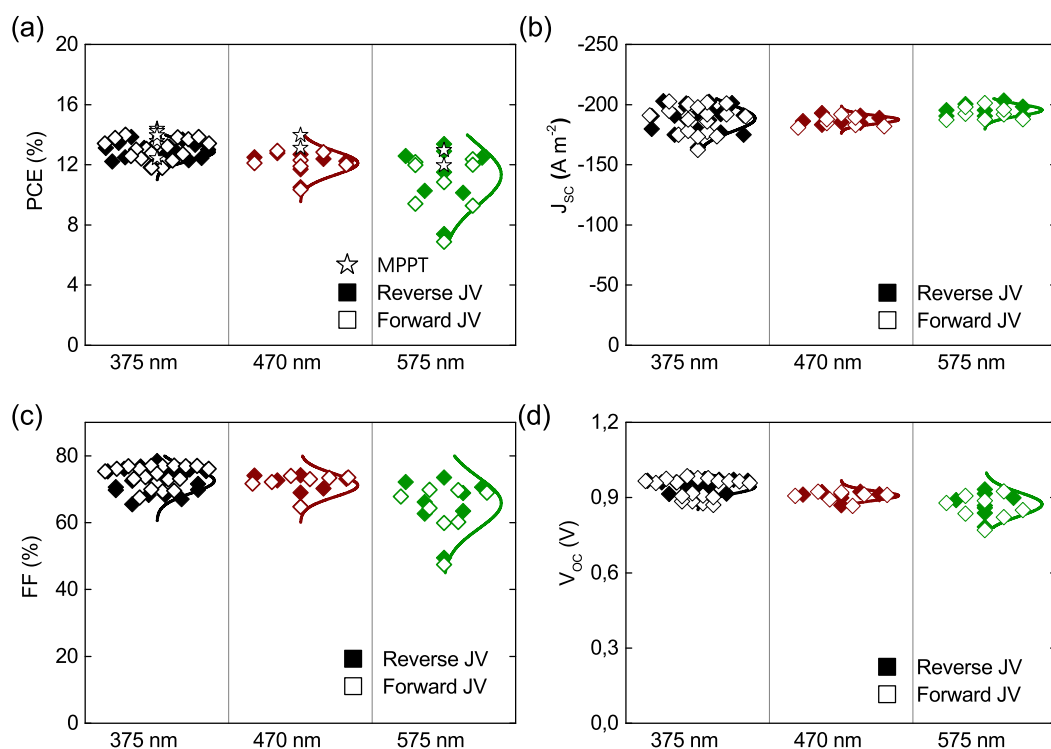 (a)
20
16
12
8
4
0
PCE (%)
MPPT
Reverse JV
Forward JV
375 nm 470 nm 575 nm
(b)
-250
-200
-150
-100
-50
0
JSC (A m-2)
Reverse JV
Forward JV
375 nm 470 nm 575 nm
(c)
80
60
40
20
0
FF (%)
Reverse JV
Forward JV
375 nm 470 nm 575 nm
(d)
1,2
0,9
0,6
0,3
0,0
VOC (V)
Reverse JV
Forward JV
375 nm 470 nm 575 nm